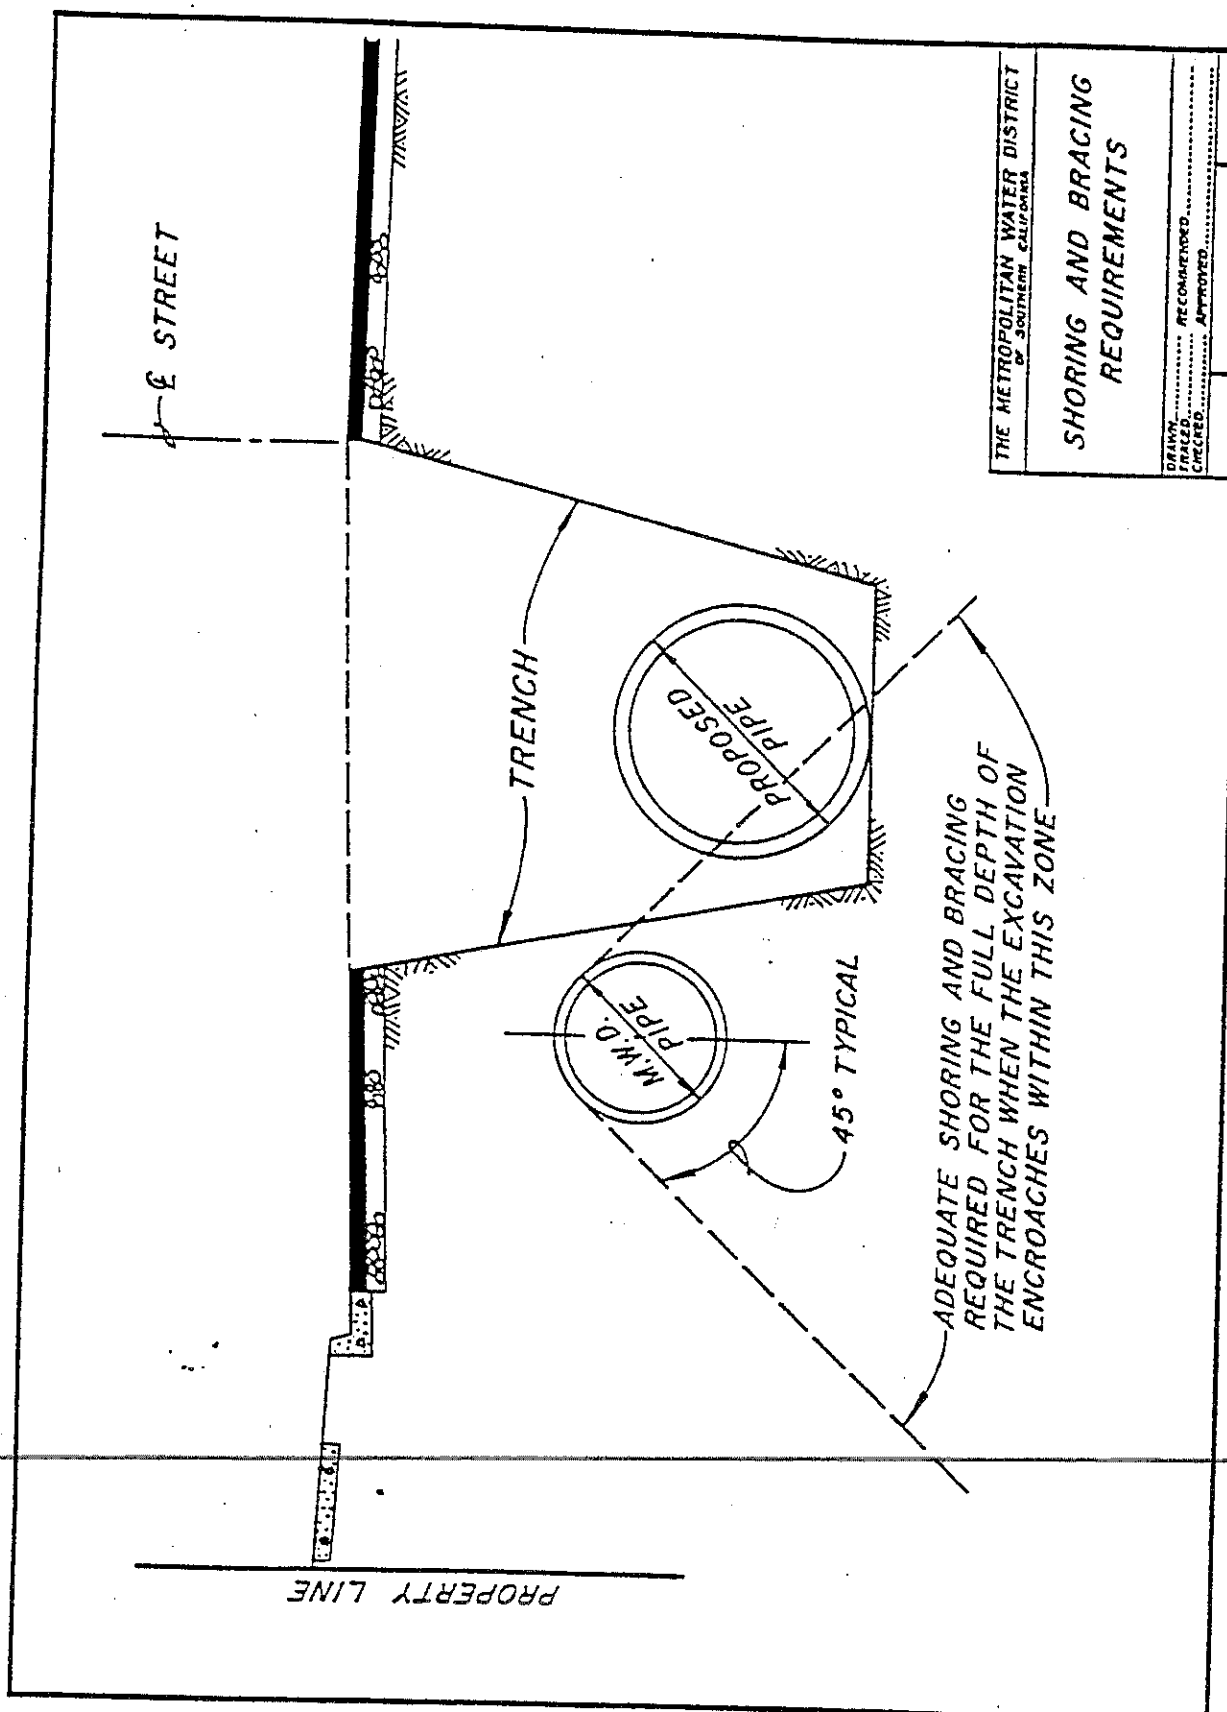 ℄ STREET
TRENCH
PROPOSED
PIPE
M.W.D.
PIPE
45° TYPICAL
ADEQUATE SHORING AND BRACING
REQUIRED FOR THE FULL DEPTH OF
THE TRENCH WHEN THE EXCAVATION
ENCROACHES WITHIN THIS ZONE
PROPERTY LINE
THE METROPOLITAN WATER DISTRICT
OF SOUTHERN CALIFORNIA
SHORING AND BRACING
REQUIREMENTS
DRAWN
TRACED RECOMMENDED
CHECKED APPROVED